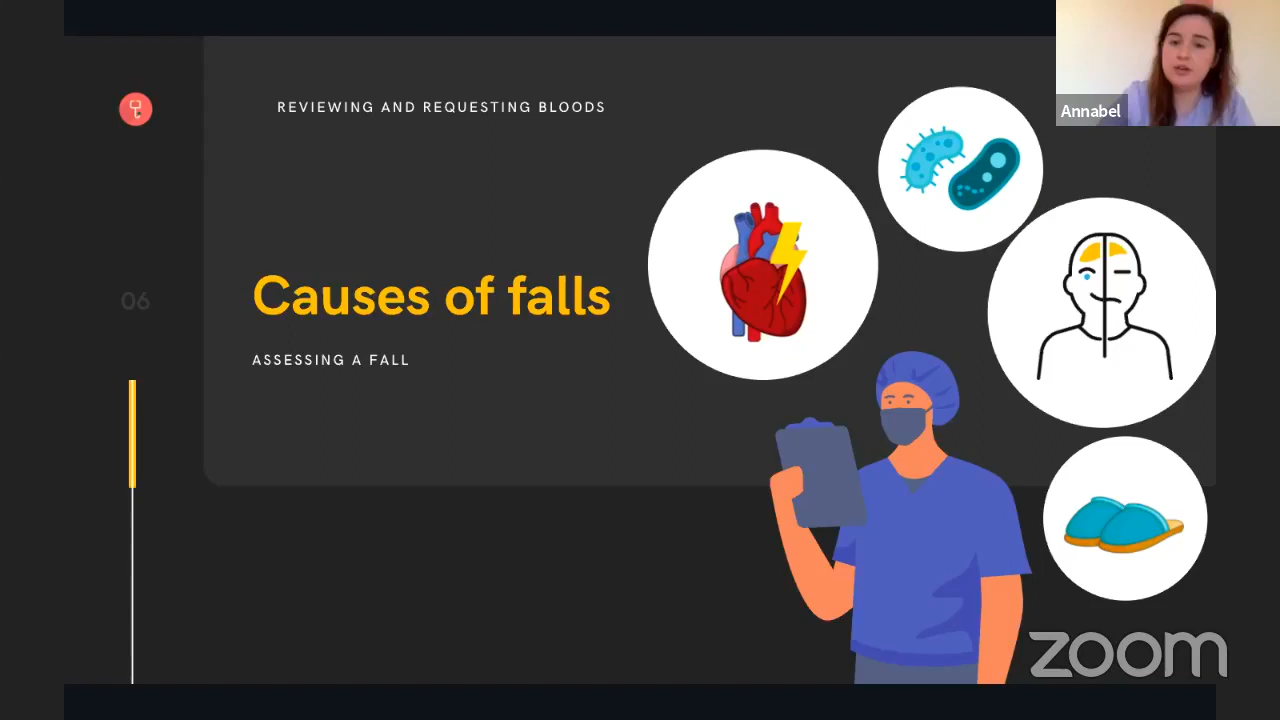 Annabel
REVIEWING AND REQUESTING BLOODS
06
Causes of falls
ASSESSING A FALL
zoom